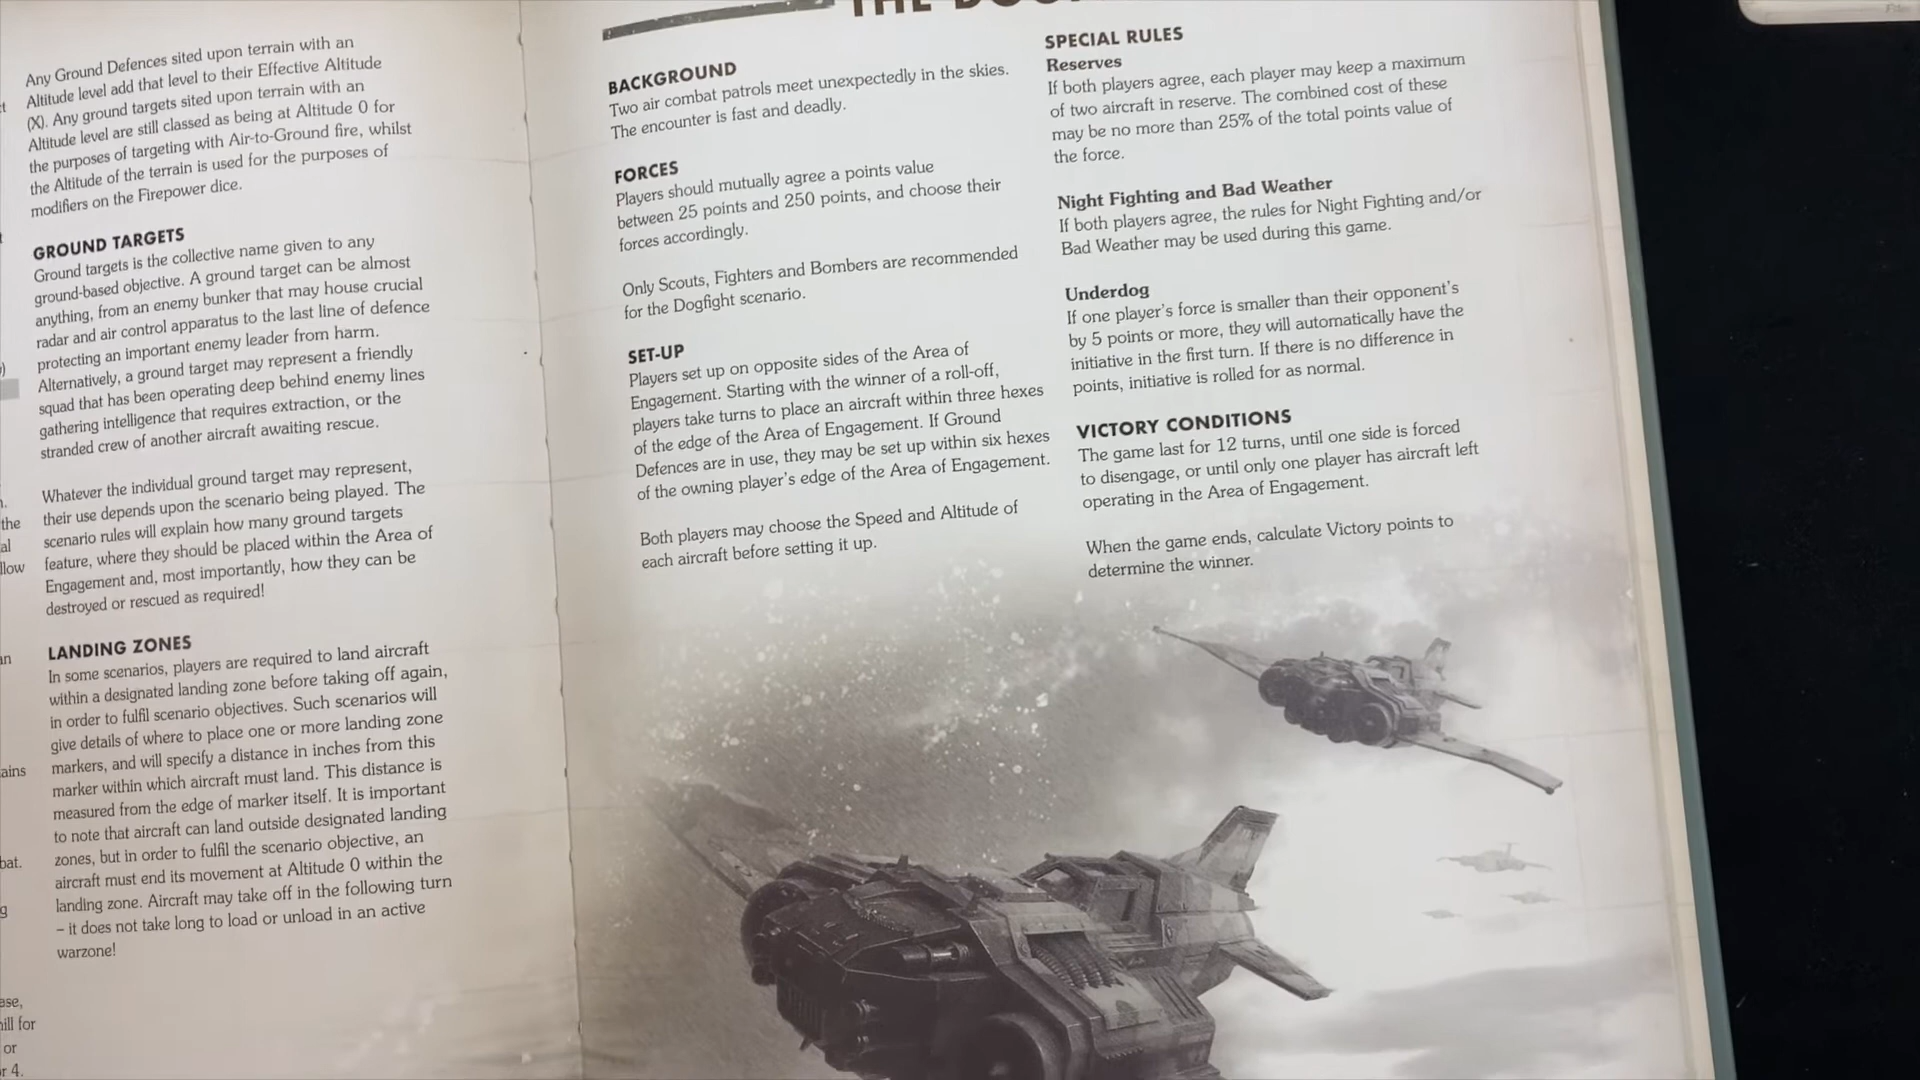 Any Ground Defences sited upon terrain with an
Altitude level add that level to their Effective Altitude
(X). Any ground targets sited upon terrain with an
Altitude level are still classed as being at Altitude 0 for
the purposes of targeting with Air-to-Ground fire, whilst
the Altitude of the terrain is used for the purposes of
modifiers on the Firepower dice.
GROUND TARGETS
Ground targets is the collective name given to any
ground-based objective. A ground target can be almost
anything, from an enemy bunker that may house crucial
radar and air control apparatus to the last line of defence
protecting an important enemy leader from harm.
Alternatively, a ground target may represent a friendly
squad that has been operating deep behind enemy lines
gathering intelligence that requires extraction, or the
stranded crew of another aircraft awaiting rescue.
Whatever the individual ground target may represent,
their use depends upon the scenario being played. The
scenario rules will explain how many ground targets
feature, where they should be placed within the Area of
Engagement and, most importantly, how they can be
destroyed or rescued as required!
LANDING ZONES
In some scenarios, players are required to land aircraft
within a designated landing zone before taking off again,
in order to fulfil scenario objectives. Such scenarios will
give details of where to place one or more landing zone
markers, and will specify a distance in inches from this
marker within which aircraft must land. This distance is
measured from the edge of marker itself. It is important
to note that aircraft can land outside designated landing
zones, but in order to fulfil the scenario objective, an
aircraft must end its movement at Altitude 0 within the
landing zone. Aircraft may take off in the following turn
– it does not take long to load or unload in an active
warzone!
the
or
4.
THE
BACKGROUND
Two air combat patrols meet unexpectedly in the skies.
The encounter is fast and deadly.
FORCES
Players should mutually agree a points value
between 25 points and 250 points, and choose their
forces accordingly.
Only Scouts, Fighters and Bombers are recommended
for the Dogfight scenario.
SET-UP
Players set up on opposite sides of the Area of
Engagement. Starting with the winner of a roll-off,
players take turns to place an aircraft within three hexes
of the edge of the Area of Engagement. If Ground
Defences are in use, they may be set up within six hexes
of the owning player's edge of the Area of Engagement.
Both players may choose the Speed and Altitude of
each aircraft before setting it up.
SPECIAL RULES
Reserves
If both players agree, each player may keep a maximum
of two aircraft in reserve. The combined cost of these
may be no more than 25% of the total points value of
the force.
Night Fighting and Bad Weather
If both players agree, the rules for Night Fighting and/or
Bad Weather may be used during this game.
Underdog
If one player's force is smaller than their opponent's
by 5 points or more, they will automatically have the
initiative in the first turn. If there is no difference in
points, initiative is rolled for as normal.
VICTORY CONDITIONS
The game last for 12 turns, until one side is forced
to disengage, or until only one player has aircraft left
operating in the Area of Engagement.
When the game ends, calculate Victory points to
determine the winner.